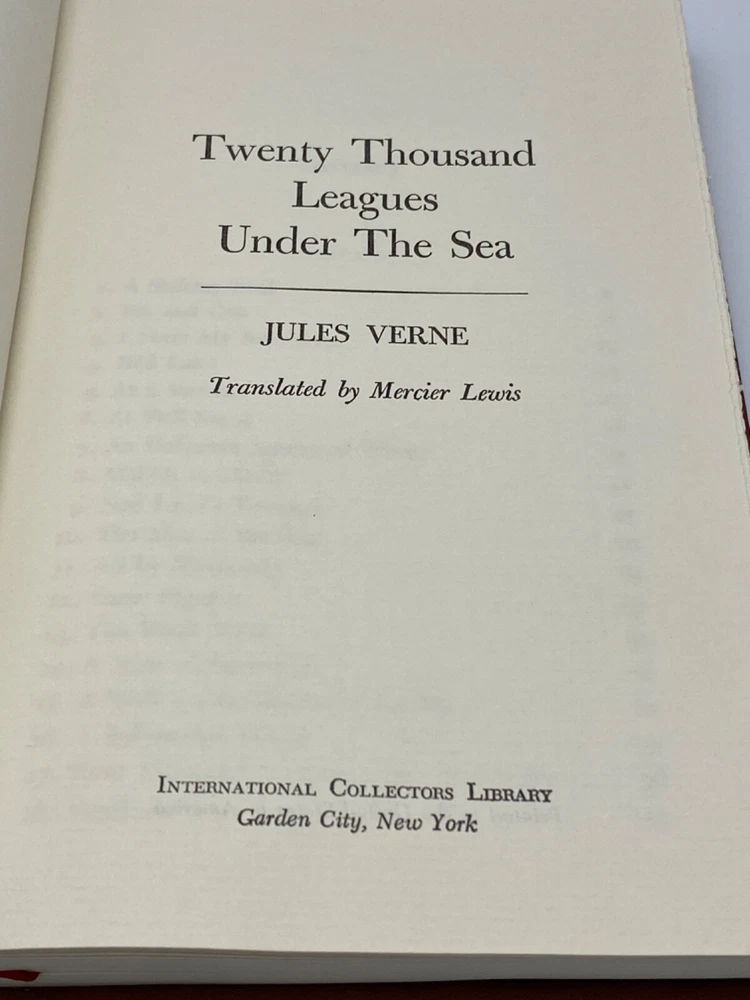 Twenty Thousand
Leagues
Under The Sea
JULES VERNE
Translated by Mercier Lewis
INTERNATIONAL COLLECTORS LIBRARY
Garden City, New York